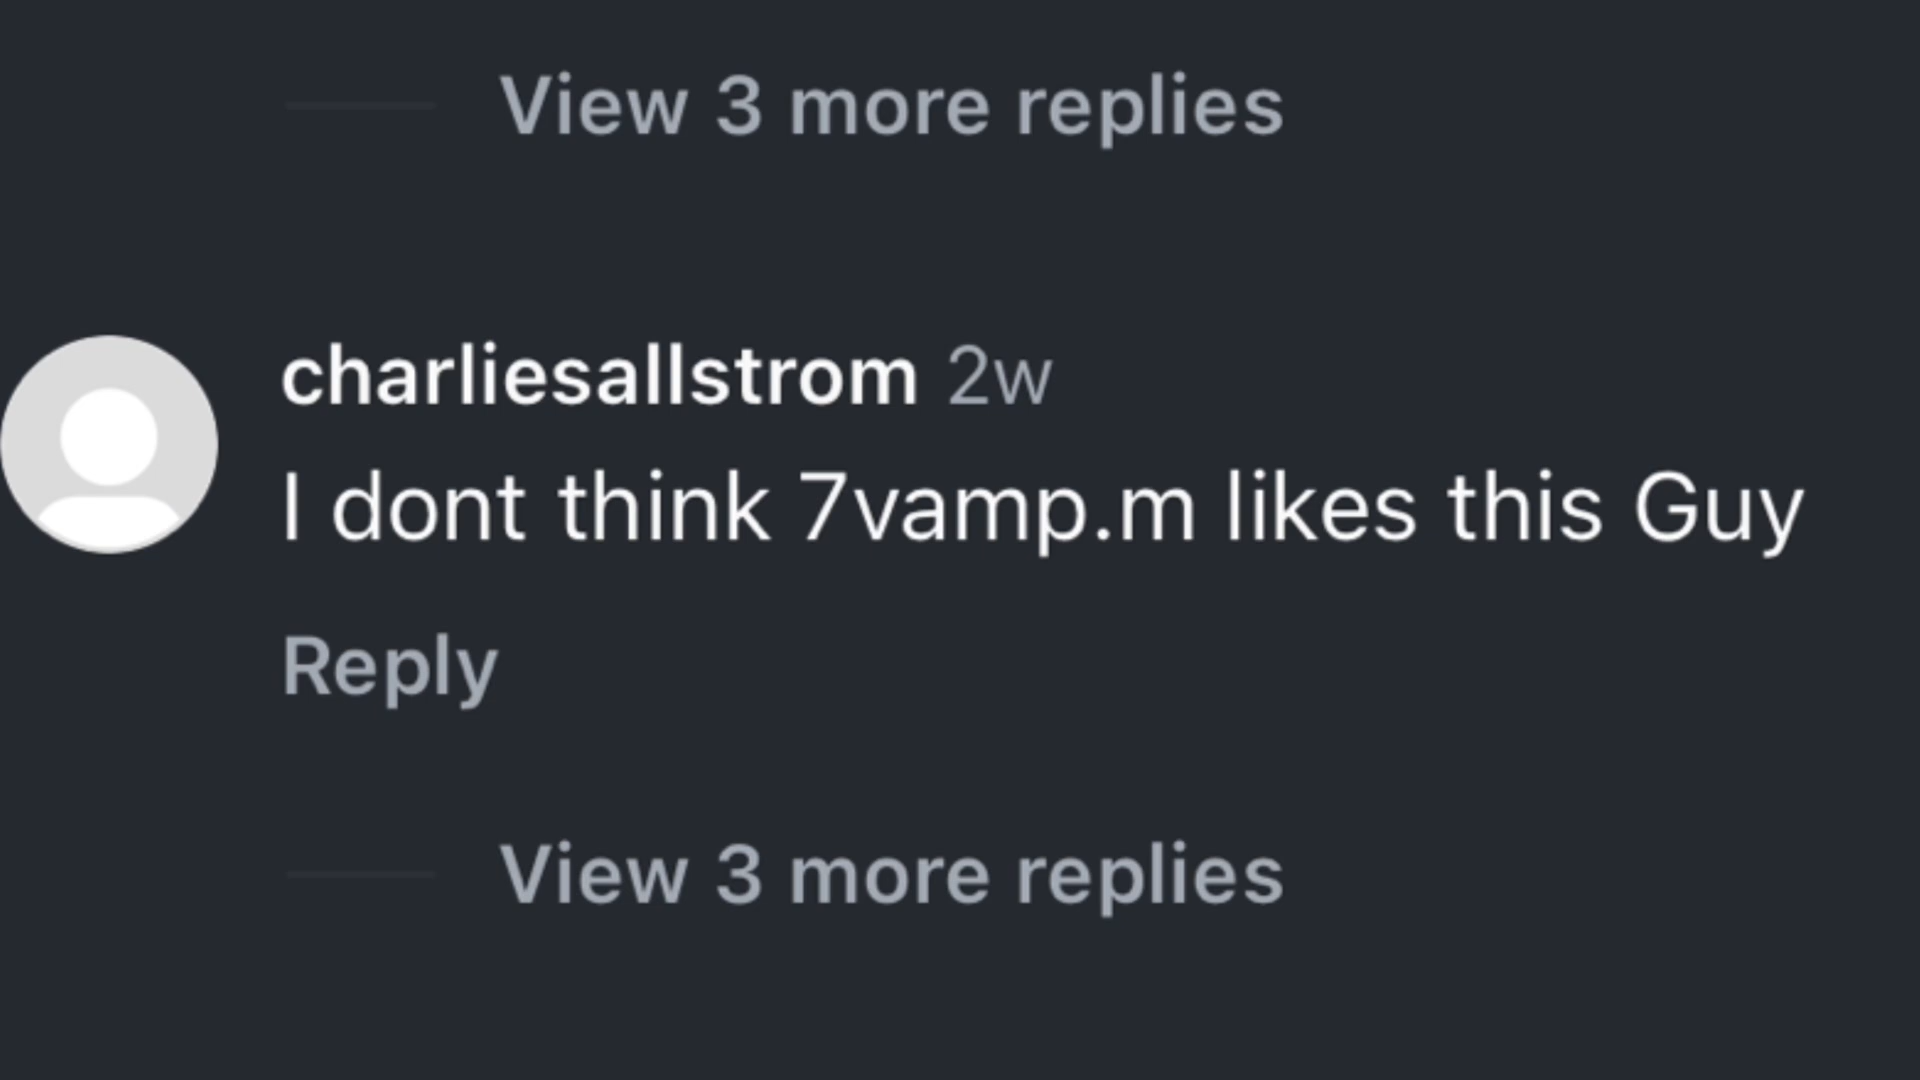 View 3 more replies
charliesallstrom 2w
I dont think 7vamp.m likes this Guy
Reply
View 3 more replies